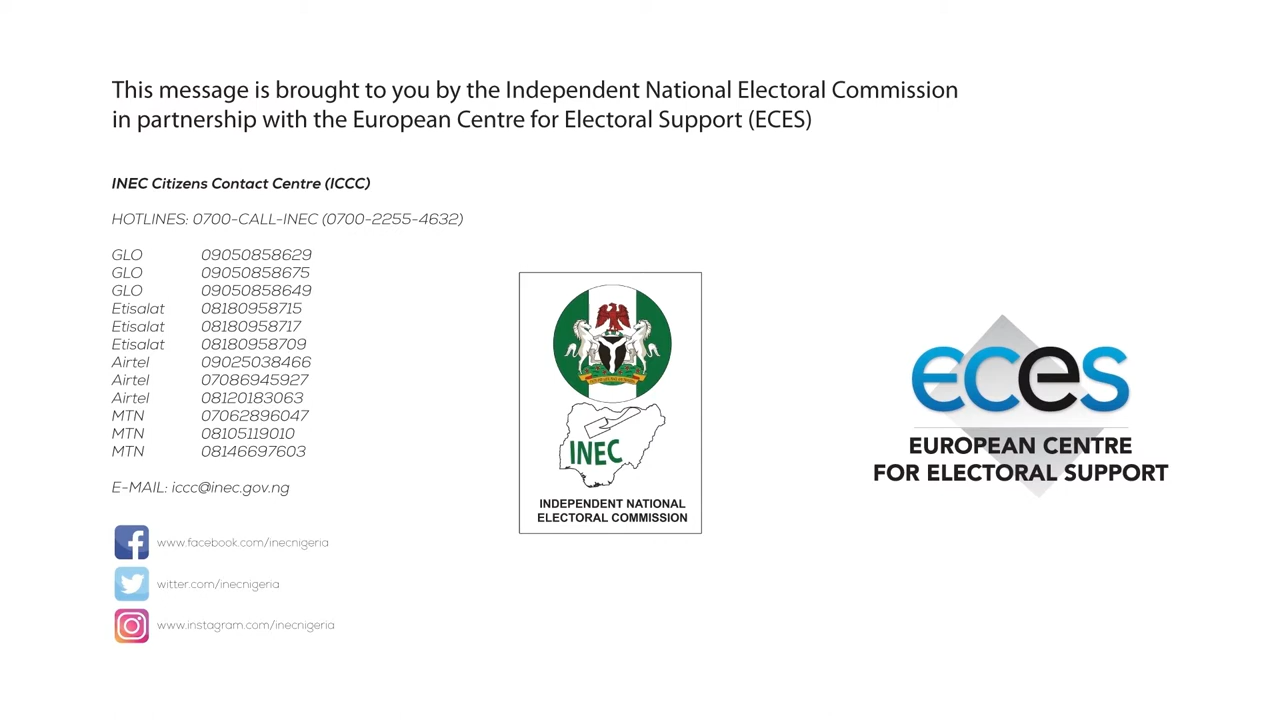 This message is brought to you by the Independent National Electoral Commission
in partnership with the European Centre for Electoral Support (ECES)
INEC Citizens Contact Centre (ICCC)
HOTLINES: 0700-CALL-INEC (0700-2255-4632)
GLO 09050858629
GLO 09050858675
GLO 09050858649
Etisalat 08180958715
Etisalat 08180958717
Etisalat 08180958709
Airtel 09025038466
Airtel 07086945927
Airtel 08120183063
MTN 07062896047
MTN 08105119010
MTN 08146697603
E-MAIL: iccc@inec.gov.ng
www.facebook.com/inecnigeria
witter.com/inecnigeria
www.instagram.com/inecnigeria
INEC
INDEPENDENT NATIONAL
ELECTORAL COMMISSION
eces
EUROPEAN CENTRE
FOR ELECTORAL SUPPORT